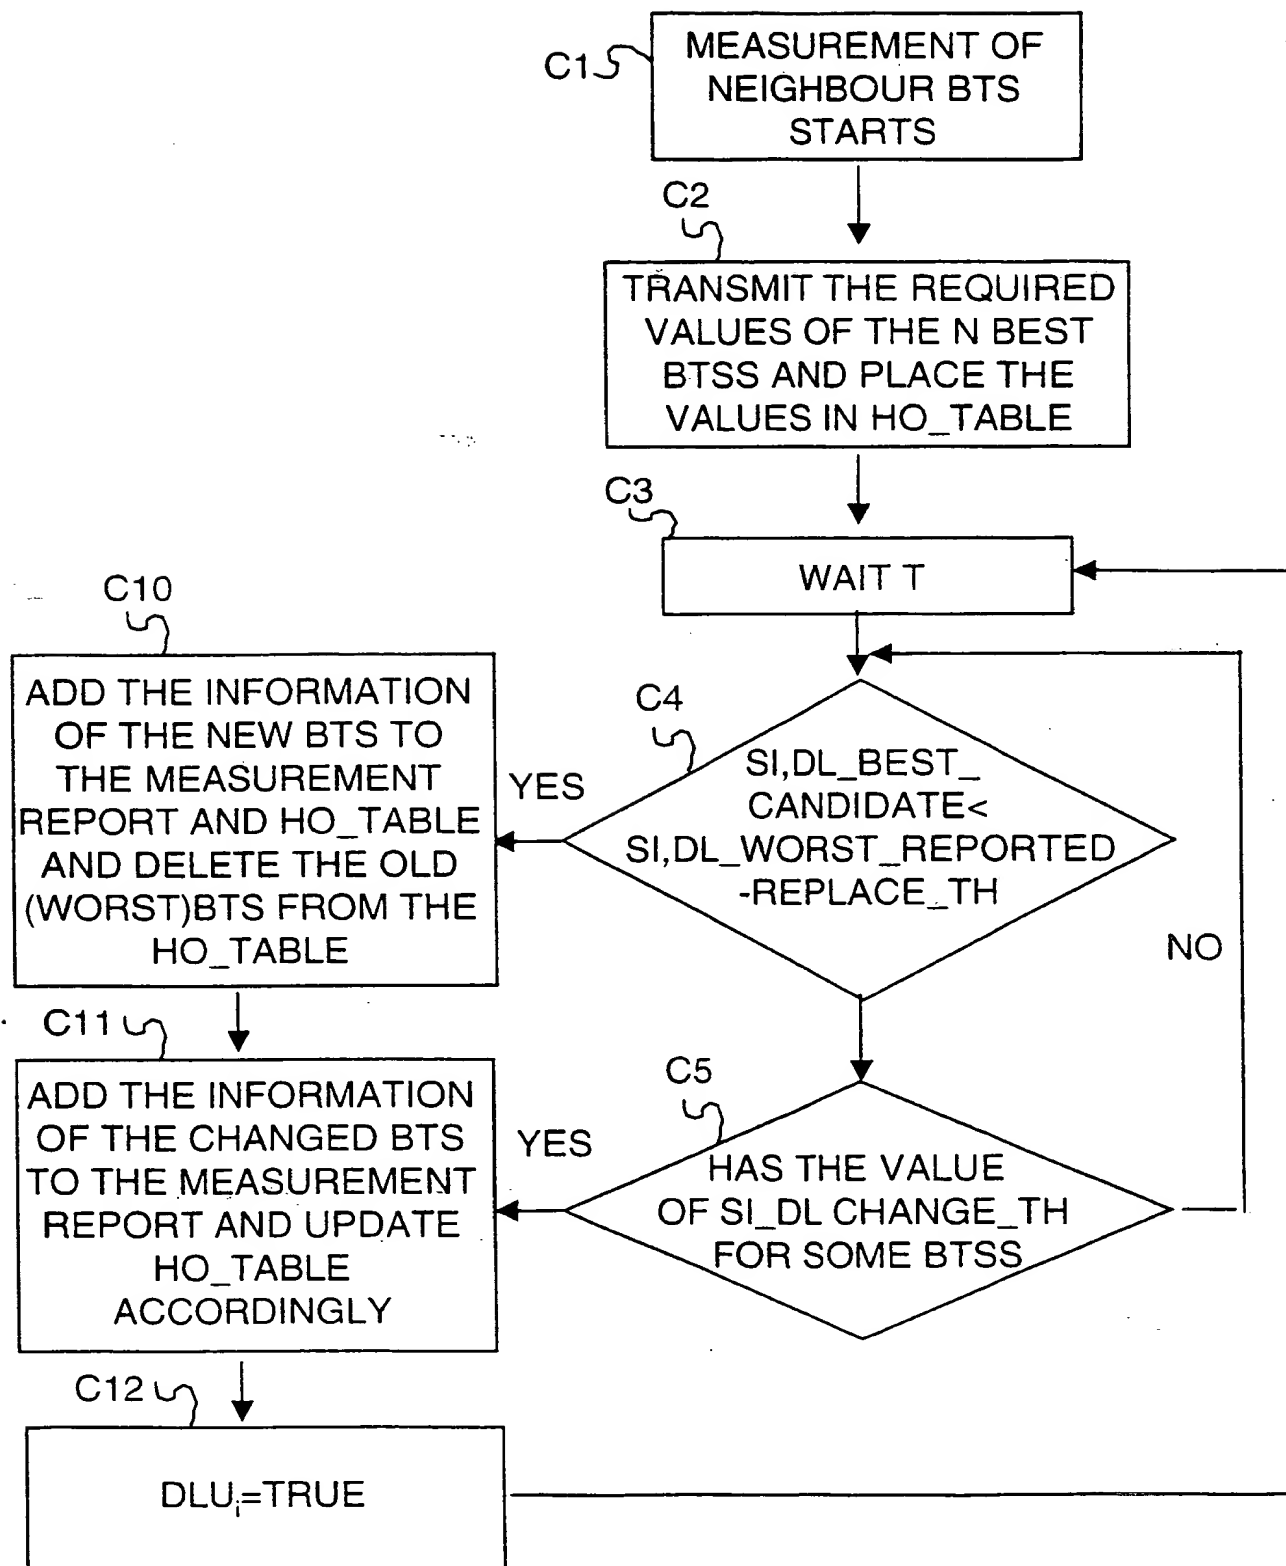 C1
MEASUREMENT OF
NEIGHBOUR BTS
STARTS
C2
TRANSMIT THE REQUIRED
VALUES OF THE N BEST
BTSS AND PLACE THE
VALUES IN HO_TABLE
C3
WAIT T
C4
SI,DL_BEST_
CANDIDATE<
SI,DL_WORST_REPORTED
-REPLACE_TH
YES
NO
C10
ADD THE INFORMATION
OF THE NEW BTS TO
THE MEASUREMENT
REPORT AND HO_TABLE
AND DELETE THE OLD
(WORST)BTS FROM THE
HO_TABLE
C5
HAS THE VALUE
OF SI_DL CHANGE_TH
FOR SOME BTSS
YES
C11
ADD THE INFORMATION
OF THE CHANGED BTS
TO THE MEASUREMENT
REPORT AND UPDATE
HO_TABLE
ACCORDINGLY
C12
DLUi=TRUE